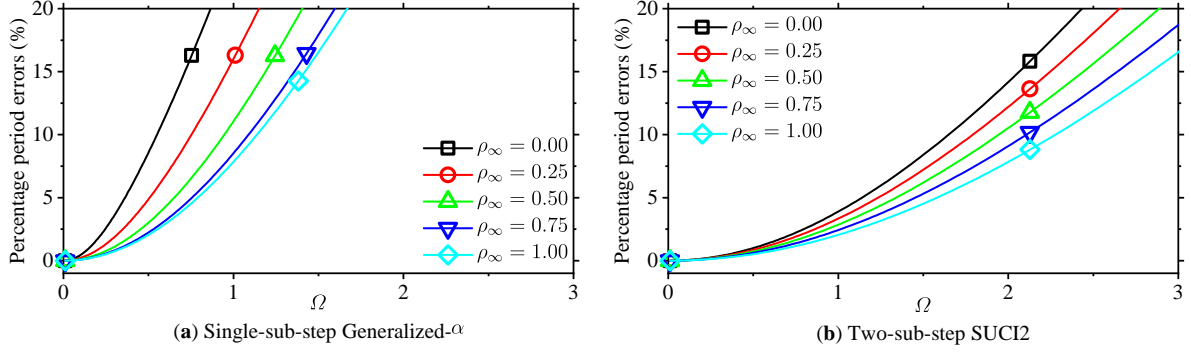 Percentage period errors (%)
20
15
10
5
0
ρ∞ = 0.00
ρ∞ = 0.25
ρ∞ = 0.50
ρ∞ = 0.75
ρ∞ = 1.00
0 1 2 3
Ω
(a) Single-sub-step Generalized-α
Percentage period errors (%)
20
15
10
5
0
ρ∞ = 0.00
ρ∞ = 0.25
ρ∞ = 0.50
ρ∞ = 0.75
ρ∞ = 1.00
0 1 2 3
Ω
(b) Two-sub-step SUCI2